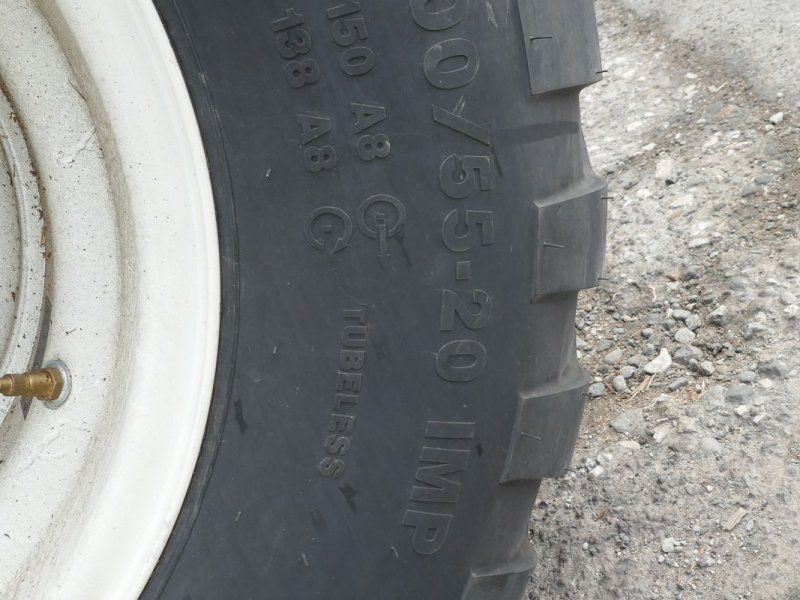 00/55-20 IMP
150 A8
138 A8
TUBELESS